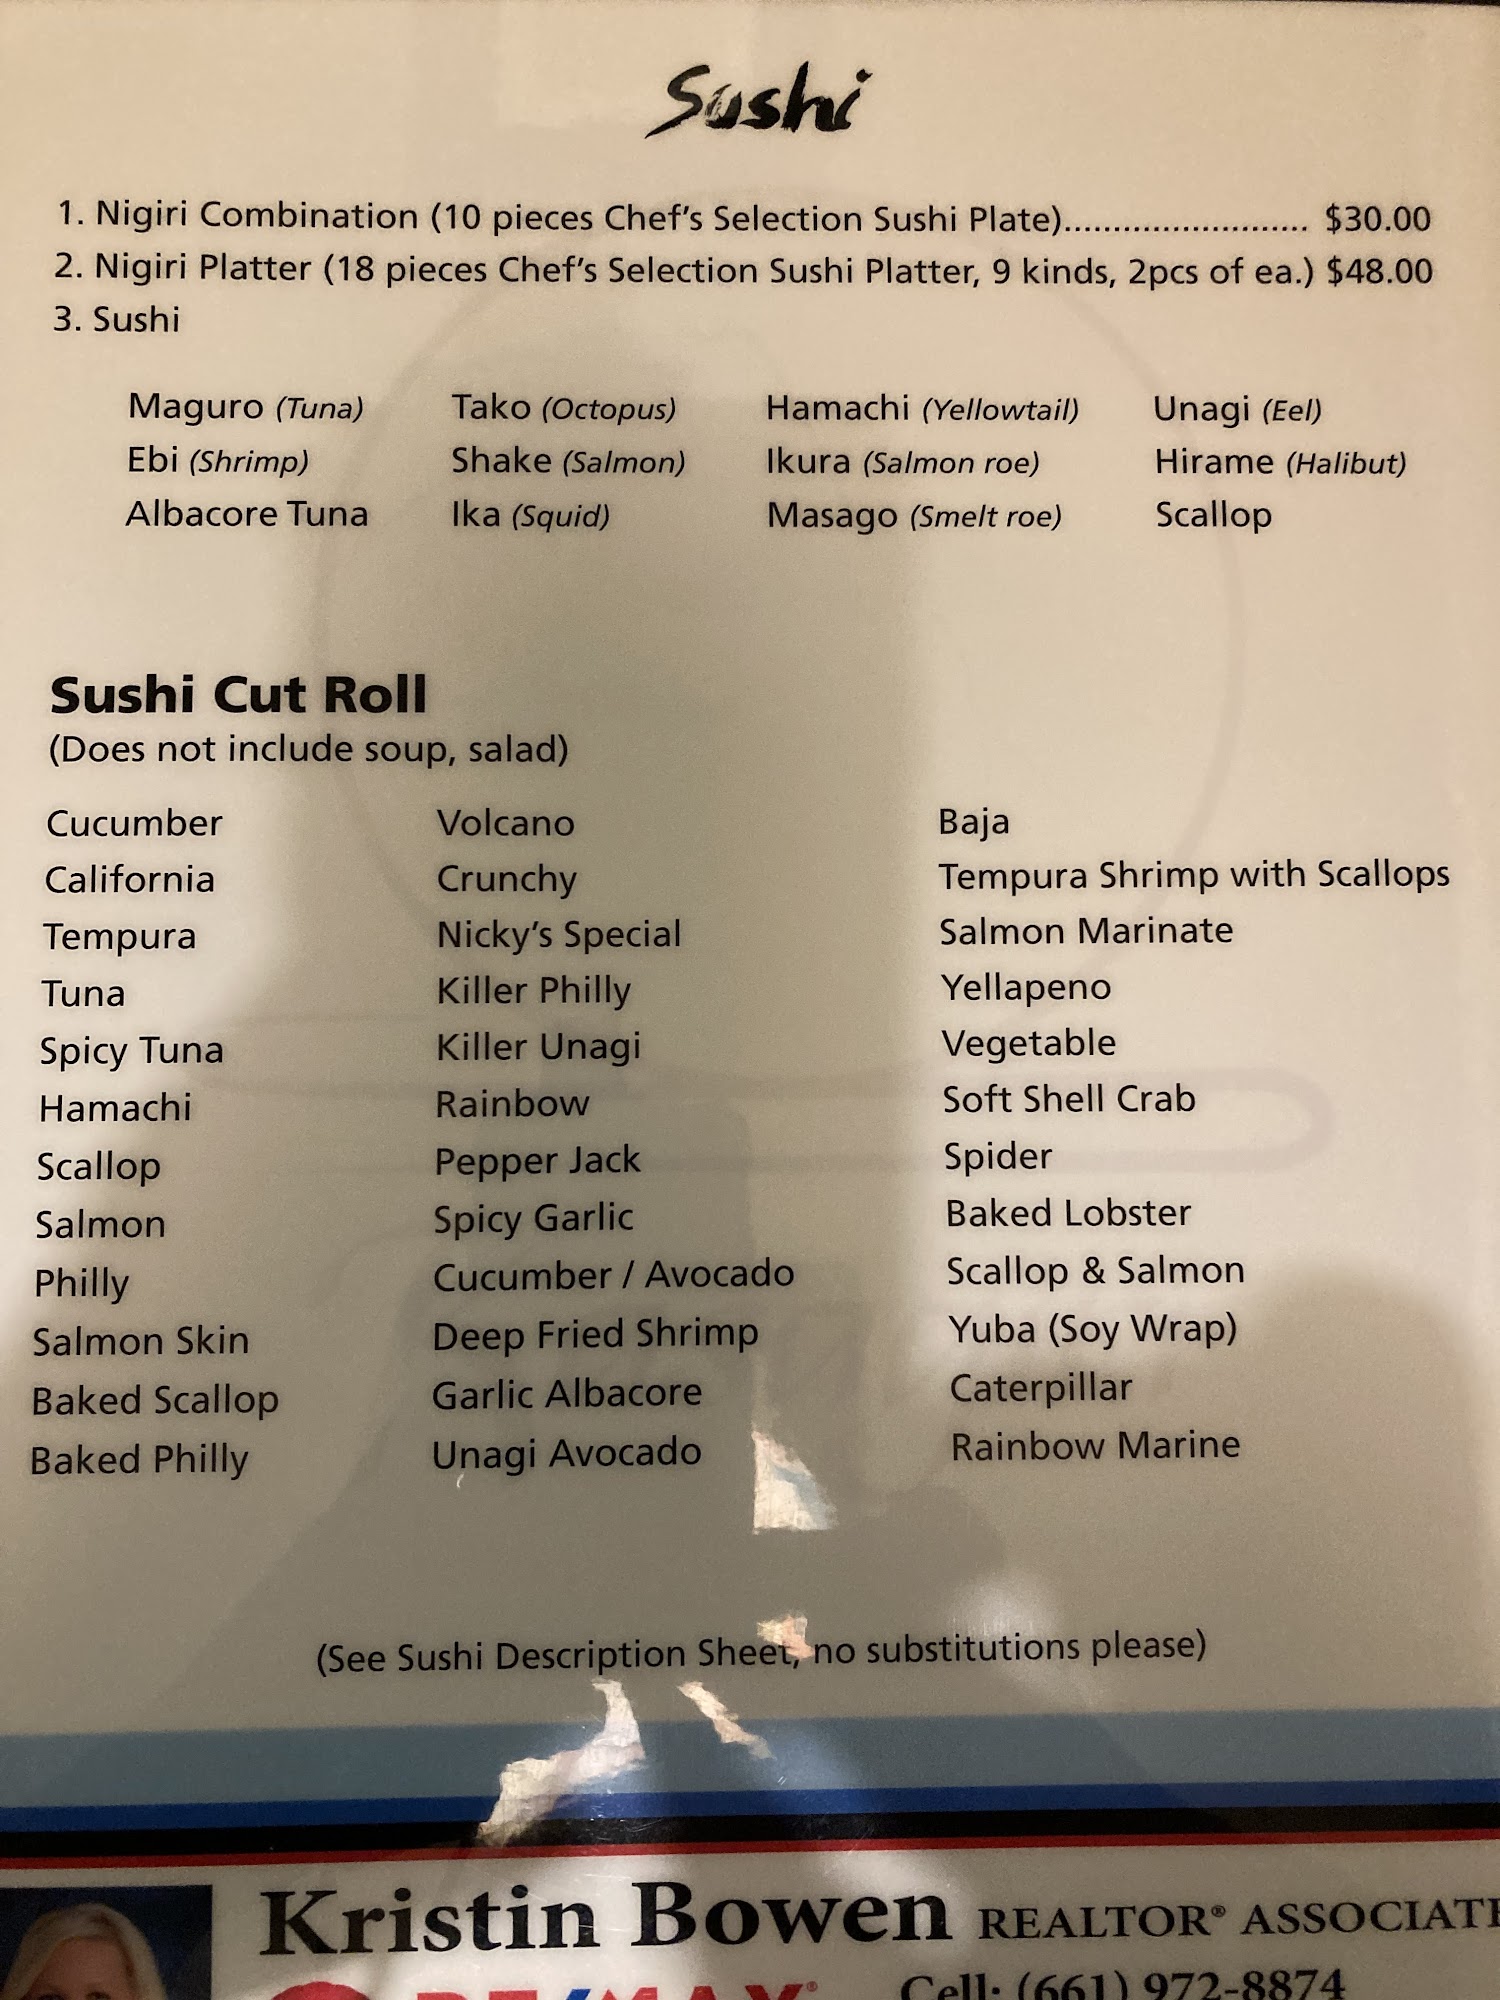 Sushi
1. Nigiri Combination (10 pieces Chef's Selection Sushi Plate)......................... $30.00
2. Nigiri Platter (18 pieces Chef's Selection Sushi Platter, 9 kinds, 2pcs of ea.) $48.00
3. Sushi
Maguro (Tuna) Tako (Octopus) Hamachi (Yellowtail) Unagi (Eel)
Ebi (Shrimp) Shake (Salmon) Ikura (Salmon roe) Hirame (Halibut)
Albacore Tuna Ika (Squid) Masago (Smelt roe) Scallop
Sushi Cut Roll
(Does not include soup, salad)
Cucumber Volcano Baja
California Crunchy Tempura Shrimp with Scallops
Tempura Nicky's Special Salmon Marinate
Tuna Killer Philly Yellapeno
Spicy Tuna Killer Unagi Vegetable
Hamachi Rainbow Soft Shell Crab
Scallop Pepper Jack Spider
Salmon Spicy Garlic Baked Lobster
Philly Cucumber / Avocado Scallop & Salmon
Salmon Skin Deep Fried Shrimp Yuba (Soy Wrap)
Baked Scallop Garlic Albacore Caterpillar
Baked Philly Unagi Avocado Rainbow Marine
(See Sushi Description Sheet, no substitutions please)
Kristin Bowen REALTOR® ASSOCIATE
RE/MAX® Cell: (661) 972-8874